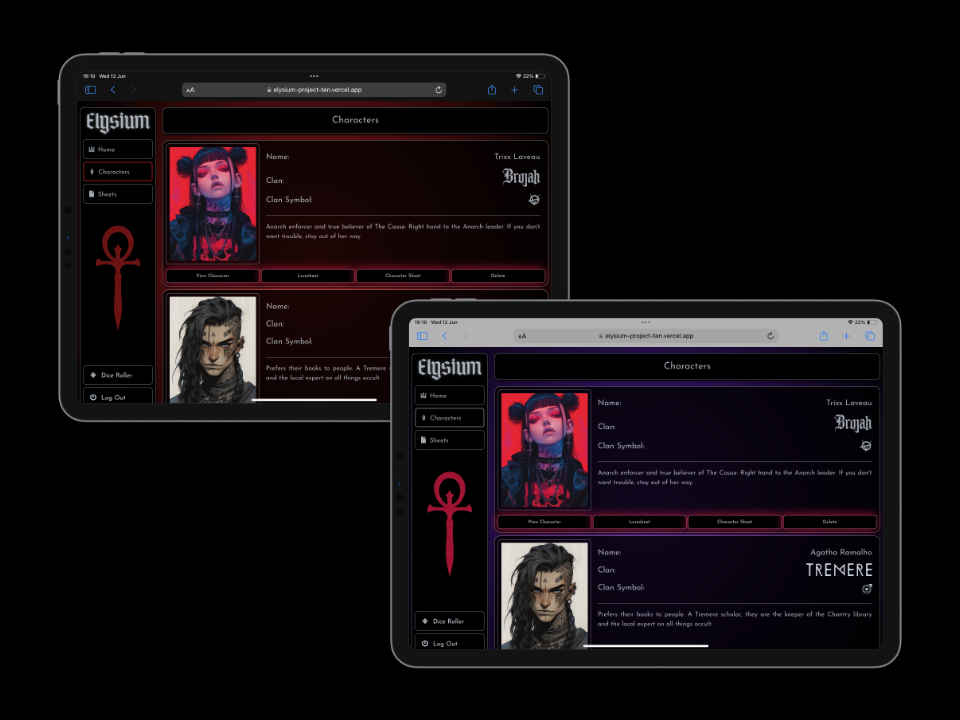 16:10 Wed 12 Jun
22%
AA
elysium-project-ten.vercel.app
Elysium
Characters
Home
Characters
Sheets
Name: Trixx Laveau
Clan: Brujah
Clan Symbol:
Anarch enforcer and true believer of The Cause. Right hand to the Anarch leader. If you don't
want trouble, stay out of her way.
View Character
Loresheet
Character Sheet
Delete
Name:
Clan:
Clan Symbol:
Prefers their books to people. A Tremere
and the local expert on all things occult.
Dice Roller
Log Out
16:10 Wed 12 Jun
22%
AA
elysium-project-ten.vercel.app
Elysium
Characters
Home
Characters
Sheets
Name: Trixx Laveau
Clan: Brujah
Clan Symbol:
Anarch enforcer and true believer of The Cause. Right hand to the Anarch leader. If you don't
want trouble, stay out of her way.
View Character
Loresheet
Character Sheet
Delete
Name: Agatha Ramalho
Clan: TREMERE
Clan Symbol:
Prefers their books to people. A Tremere scholar, they are the keeper of the Chantry library
and the local expert on all things occult.
Dice Roller
Log Out